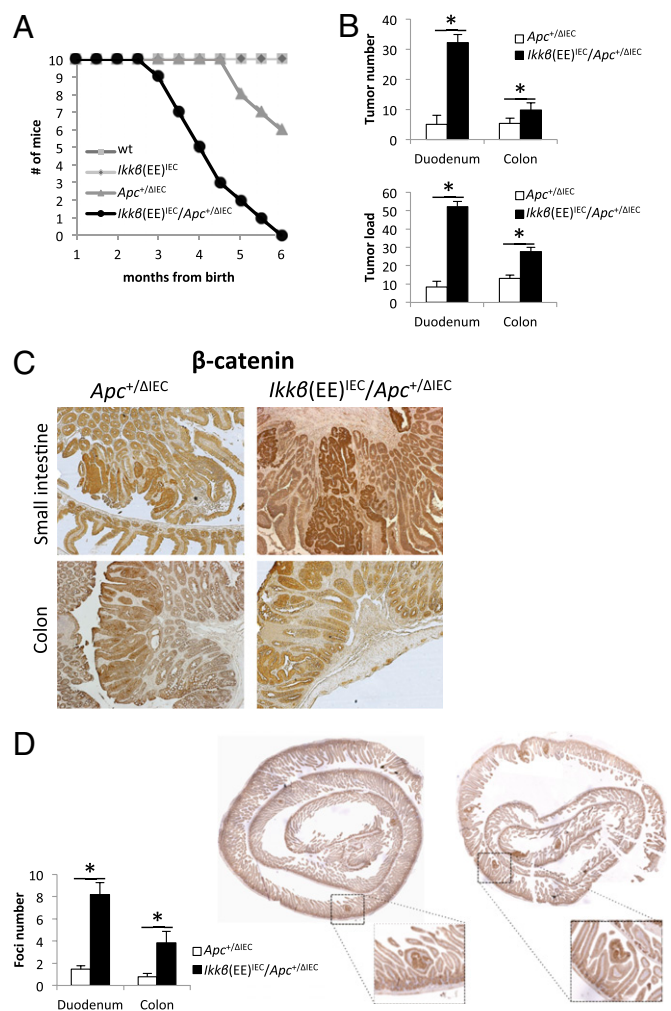 A
# of mice
10
9
8
7
6
5
4
3
2
1
0
wt
Ikkβ(EE)^IEC
Apc^+/ΔIEC
Ikkβ(EE)^IEC/Apc^+/ΔIEC
1 2 3 4 5 6
months from birth
B
Tumor number
40
30
20
10
0
Apc^+/ΔIEC
Ikkβ(EE)^IEC/Apc^+/ΔIEC
*
*
Duodenum Colon
Tumor load
60
50
40
30
20
10
0
Apc^+/ΔIEC
Ikkβ(EE)^IEC/Apc^+/ΔIEC
*
*
Duodenum Colon
C
β-catenin
Apc^+/ΔIEC Ikkβ(EE)^IEC/Apc^+/ΔIEC
Small intestine
Colon
D
Foci number
10
8
6
4
2
0
*
*
Apc^+/ΔIEC
Ikkβ(EE)^IEC/Apc^+/ΔIEC
Duodenum Colon